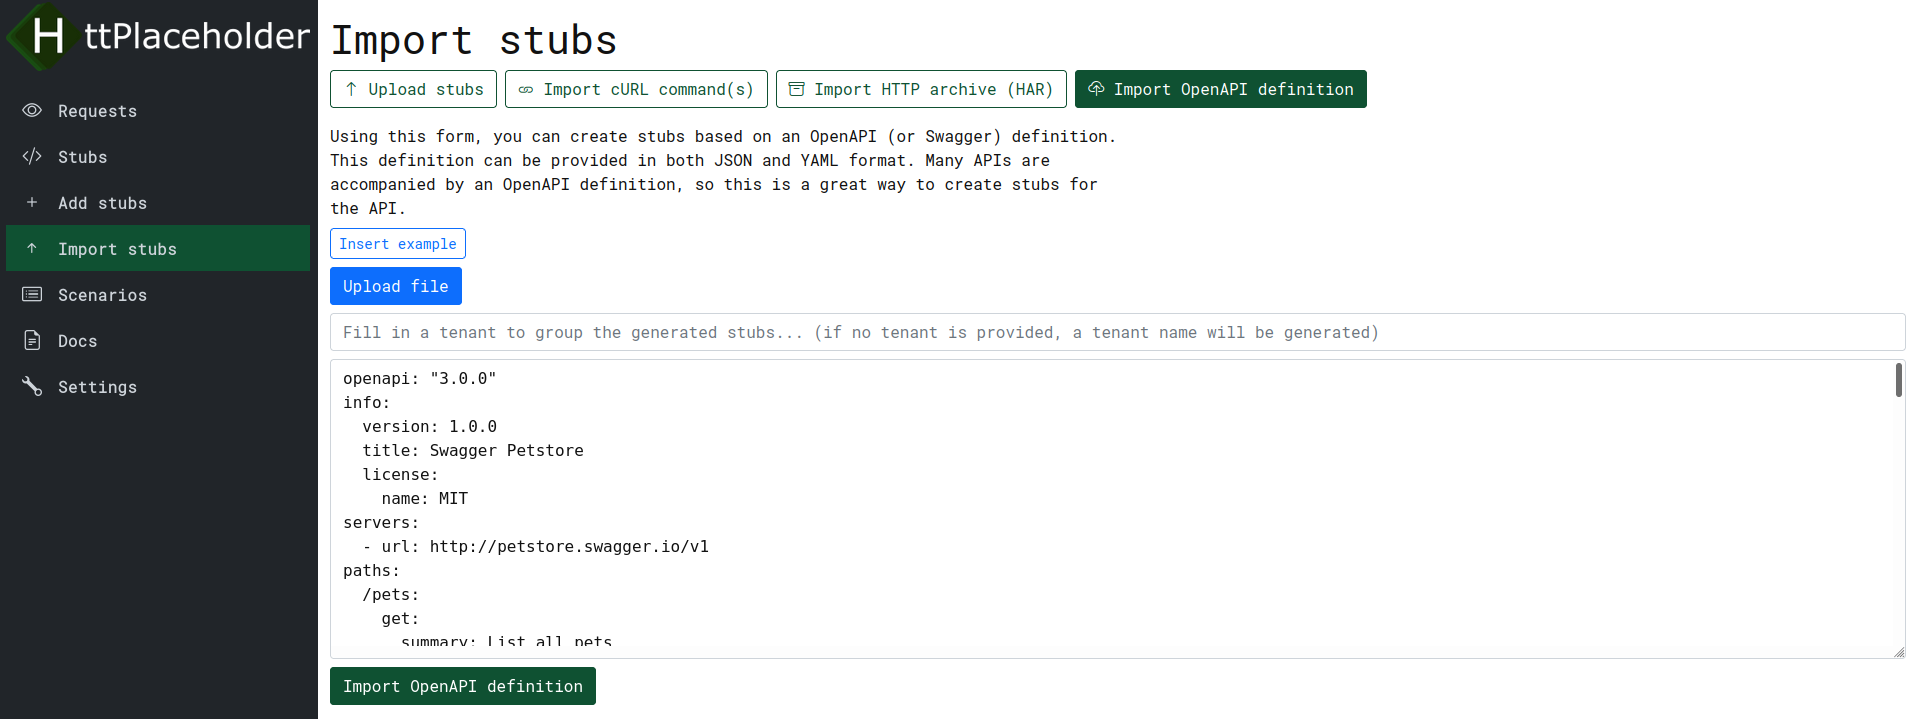 HttPlaceholder
Requests
Stubs
Add stubs
Import stubs
Scenarios
Docs
Settings
Import stubs
Upload stubs
Import cURL command(s)
Import HTTP archive (HAR)
Import OpenAPI definition
Using this form, you can create stubs based on an OpenAPI (or Swagger) definition.
This definition can be provided in both JSON and YAML format. Many APIs are
accompanied by an OpenAPI definition, so this is a great way to create stubs for
the API.
Insert example
Upload file
Fill in a tenant to group the generated stubs... (if no tenant is provided, a tenant name will be generated)
openapi: "3.0.0"
info:
  version: 1.0.0
  title: Swagger Petstore
  license:
    name: MIT
servers:
  - url: http://petstore.swagger.io/v1
paths:
  /pets:
    get:
      summary: List all pets
Import OpenAPI definition